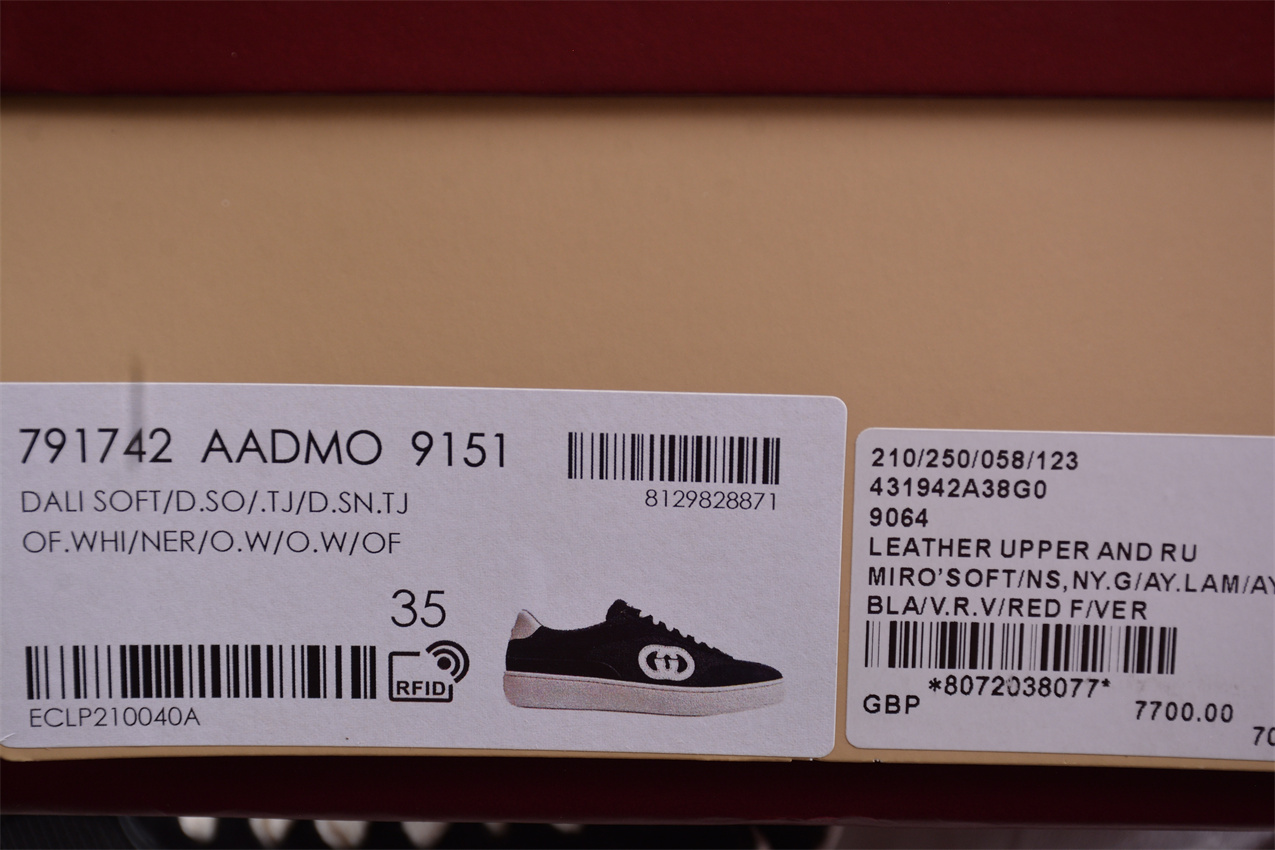 791742 AADMO 9151
8129828871
DALI SOFT/D.SO/.TJ/D.SN.TJ
OF.WHI/NER/O.W/O.W/OF
35
RFID
ECLP210040A
210/250/058/123
431942A38G0
9064
LEATHER UPPER AND RU
MIRO'SOFT/NS,NY.G/AY.LAM/AY
BLA/V.R.V/RED F/VER
*8072038077*
GBP 7700.00
70